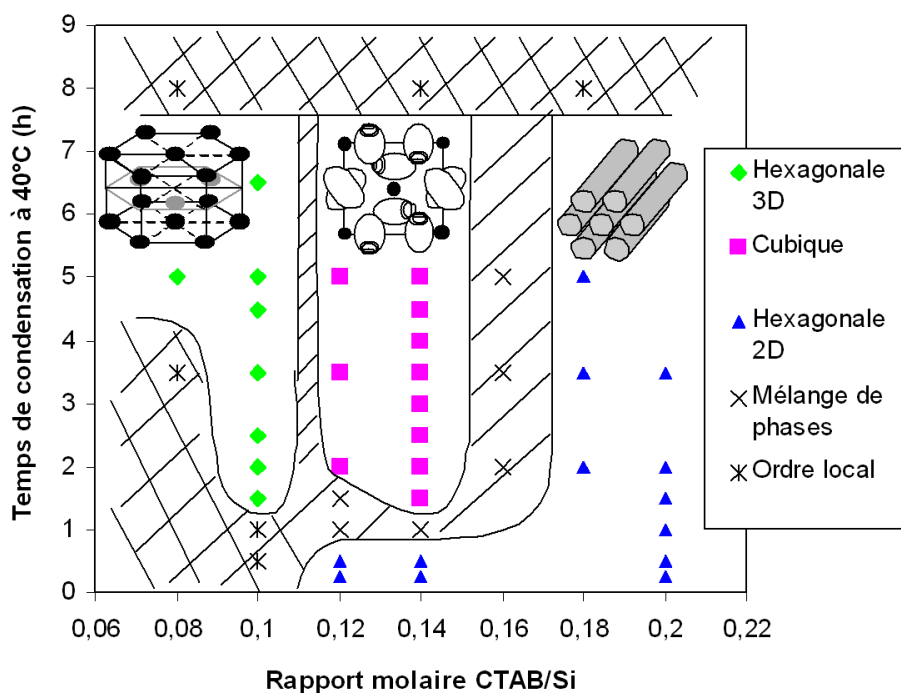 9
8
7
6
5
4
3
2
1
0
Temps de condensation à 40°C (h)
0,06 0,08 0,1 0,12 0,14 0,16 0,18 0,2 0,22
Rapport molaire CTAB/Si
Hexagonale
3D
Cubique
Hexagonale
2D
Mélange de
phases
Ordre local